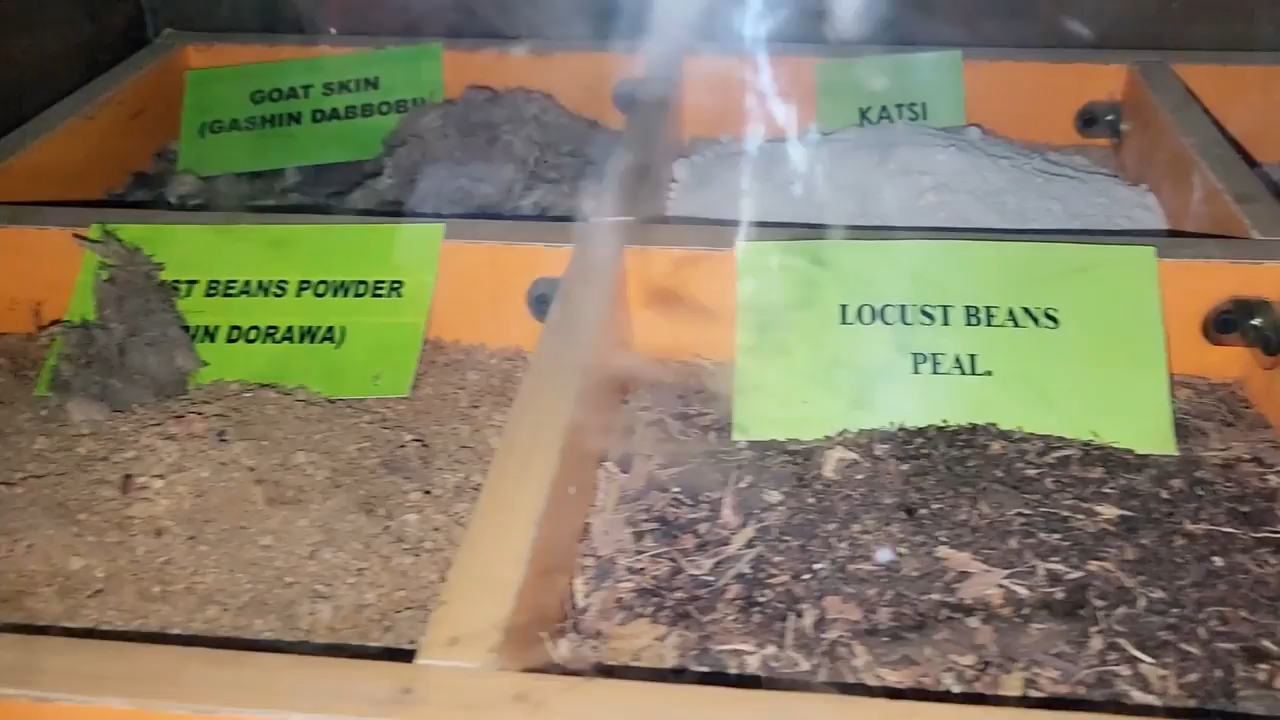 GOAT SKIN
(GASHIN DABBOBI)
KATSI
ST BEANS POWDER
IN DORAWA)
LOCUST BEANS
PEAL.